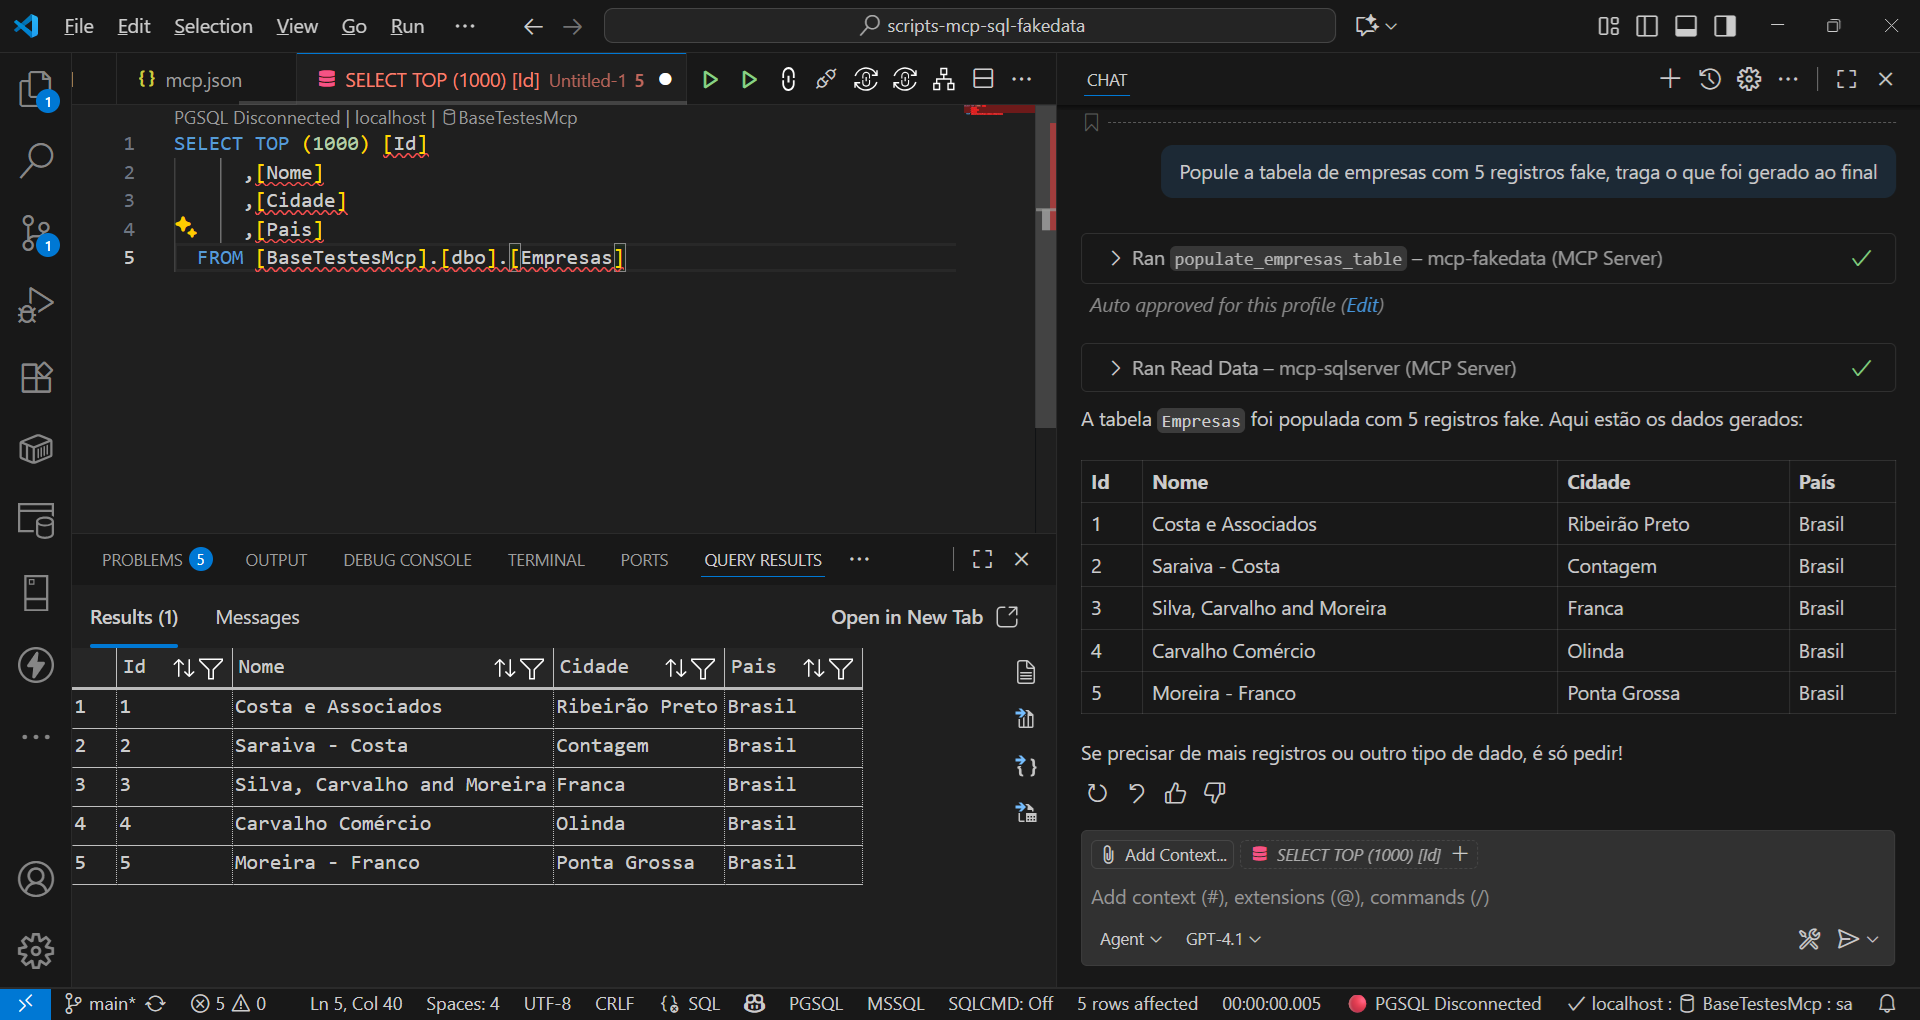 File Edit Selection View Go Run
scripts-mcp-sql-fakedata
1
{} mcp.json
SELECT TOP (1000) [Id] Untitled-1 5
PGSQL Disconnected | localhost | BaseTestesMcp
1 SELECT TOP (1000) [Id]
2 ,[Nome]
3 ,[Cidade]
4 ,[Pais]
5 FROM [BaseTestesMcp].[dbo].[Empresas]
1
PROBLEMS 5 OUTPUT DEBUG CONSOLE TERMINAL PORTS QUERY RESULTS
Results (1) Messages Open in New Tab
Id Nome Cidade Pais
1 1 Costa e Associados Ribeirão Preto Brasil
2 2 Saraiva - Costa Contagem Brasil
3 3 Silva, Carvalho and Moreira Franca Brasil
4 4 Carvalho Comércio Olinda Brasil
5 5 Moreira - Franco Ponta Grossa Brasil
CHAT
Popule a tabela de empresas com 5 registros fake, traga o que foi gerado ao final
Ran populate_empresas_table – mcp-fakedata (MCP Server)
Auto approved for this profile (Edit)
Ran Read Data – mcp-sqlserver (MCP Server)
A tabela Empresas foi populada com 5 registros fake. Aqui estão os dados gerados:
Id Nome Cidade País
1 Costa e Associados Ribeirão Preto Brasil
2 Saraiva - Costa Contagem Brasil
3 Silva, Carvalho and Moreira Franca Brasil
4 Carvalho Comércio Olinda Brasil
5 Moreira - Franco Ponta Grossa Brasil
Se precisar de mais registros ou outro tipo de dado, é só pedir!
Add Context... SELECT TOP (1000) [Id]
Add context (#), extensions (@), commands (/)
Agent GPT-4.1
main* 5 0 Ln 5, Col 40 Spaces: 4 UTF-8 CRLF {} SQL PGSQL MSSQL SQLCMD: Off 5 rows affected 00:00:00.005 PGSQL Disconnected localhost : BaseTestesMcp : sa